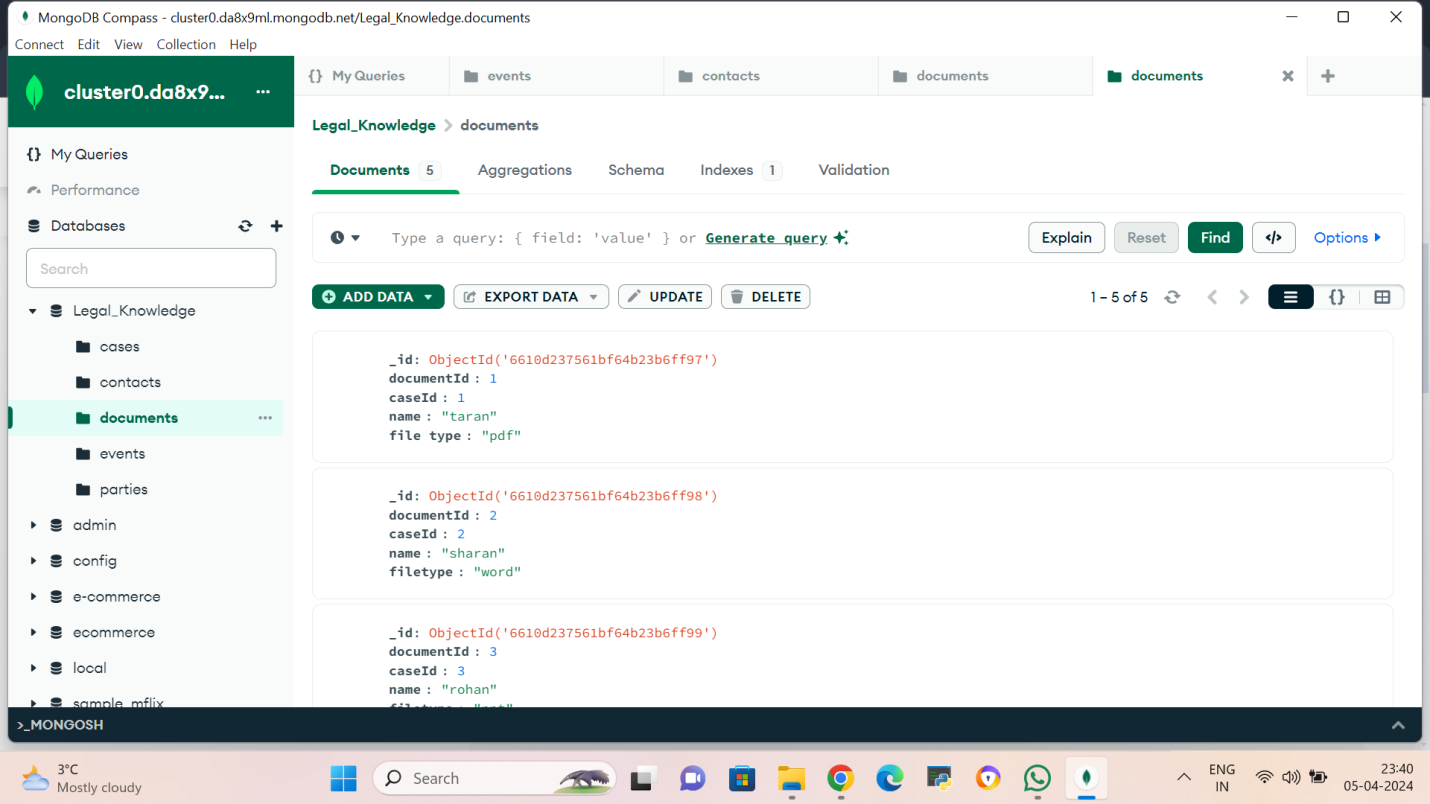 MongoDB Compass - cluster0.da8x9ml.mongodb.net/Legal_Knowledge.documents
Connect Edit View Collection Help
cluster0.da8x9...
{} My Queries
Performance
Databases
Search
Legal_Knowledge
cases
contacts
documents
events
parties
admin
config
e-commerce
ecommerce
local
sample_mflix
{} My Queries events contacts documents documents
Legal_Knowledge > documents
Documents 5 Aggregations Schema Indexes 1 Validation
Type a query: { field: 'value' } or Generate query
Explain Reset Find </> Options
ADD DATA EXPORT DATA UPDATE DELETE 1 – 5 of 5 {}
_id: ObjectId('6610d237561bf64b23b6ff97')
documentId : 1
caseId : 1
name : "taran"
file type : "pdf"
_id: ObjectId('6610d237561bf64b23b6ff98')
documentId : 2
caseId : 2
name : "sharan"
filetype : "word"
_id: ObjectId('6610d237561bf64b23b6ff99')
documentId : 3
caseId : 3
name : "rohan"
>_MONGOSH
3°C
Mostly cloudy
Search
ENG
IN
23:40
05-04-2024